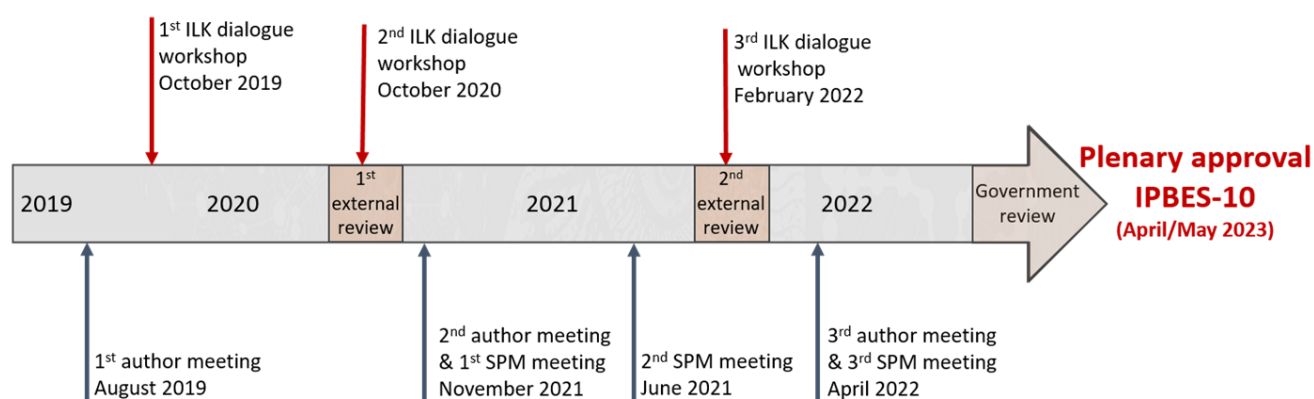 1st ILK dialogue
workshop
October 2019
2nd ILK dialogue
workshop
October 2020
3rd ILK dialogue
workshop
February 2022
2019
2020
1st
external
review
2021
2nd
external
review
2022
Government
review
Plenary approval
IPBES-10
(April/May 2023)
1st author meeting
August 2019
2nd author meeting
& 1st SPM meeting
November 2021
2nd SPM meeting
June 2021
3rd author meeting
& 3rd SPM meeting
April 2022